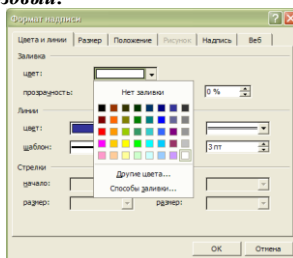 зовый.
Формат надписи
Цвета и линии Размер Положение Рисунок Надпись Веб
Заливка
цвет:
Нет заливки
прозрачность: 0 %
Линии
цвет:
шаблон: 3 пт
Другие цвета...
Способы заливки...
Стрелки
начало:
размер: размер:
ОК Отмена